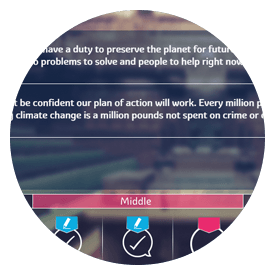 have a duty to preserve the planet for futur
problems to solve and people to help right now
be confident our plan of action will work. Every million
climate change is a million pounds not spent on crime or
Middle